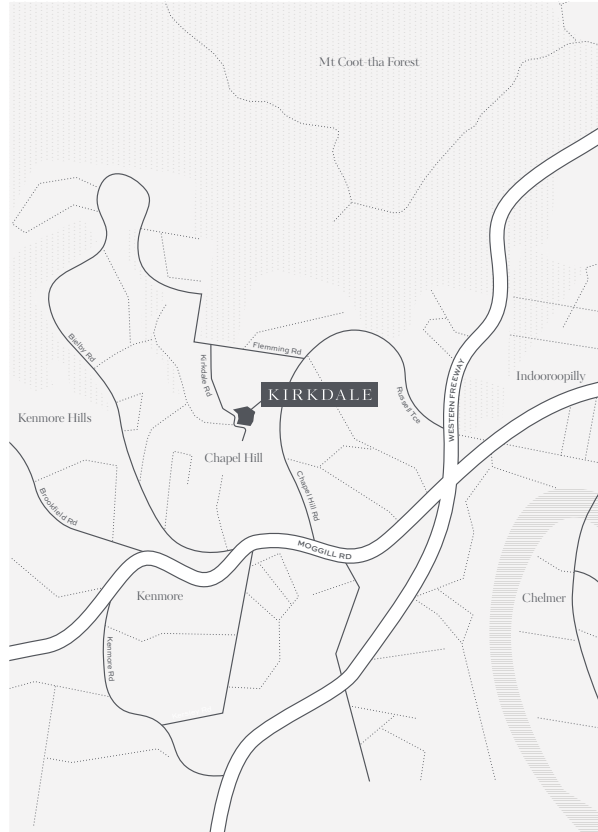 Mt Coot-tha Forest
Bielby Rd
Flemming Rd
Kirkdale Rd
WESTERN FREEWAY
Indooroopilly
KIRKDALE
Russell Tce
Kenmore Hills
Chapel Hill
Brookfield Rd
Chapel Hill Rd
MOGGILL RD
Kenmore
Chelmer
Kenmore Rd